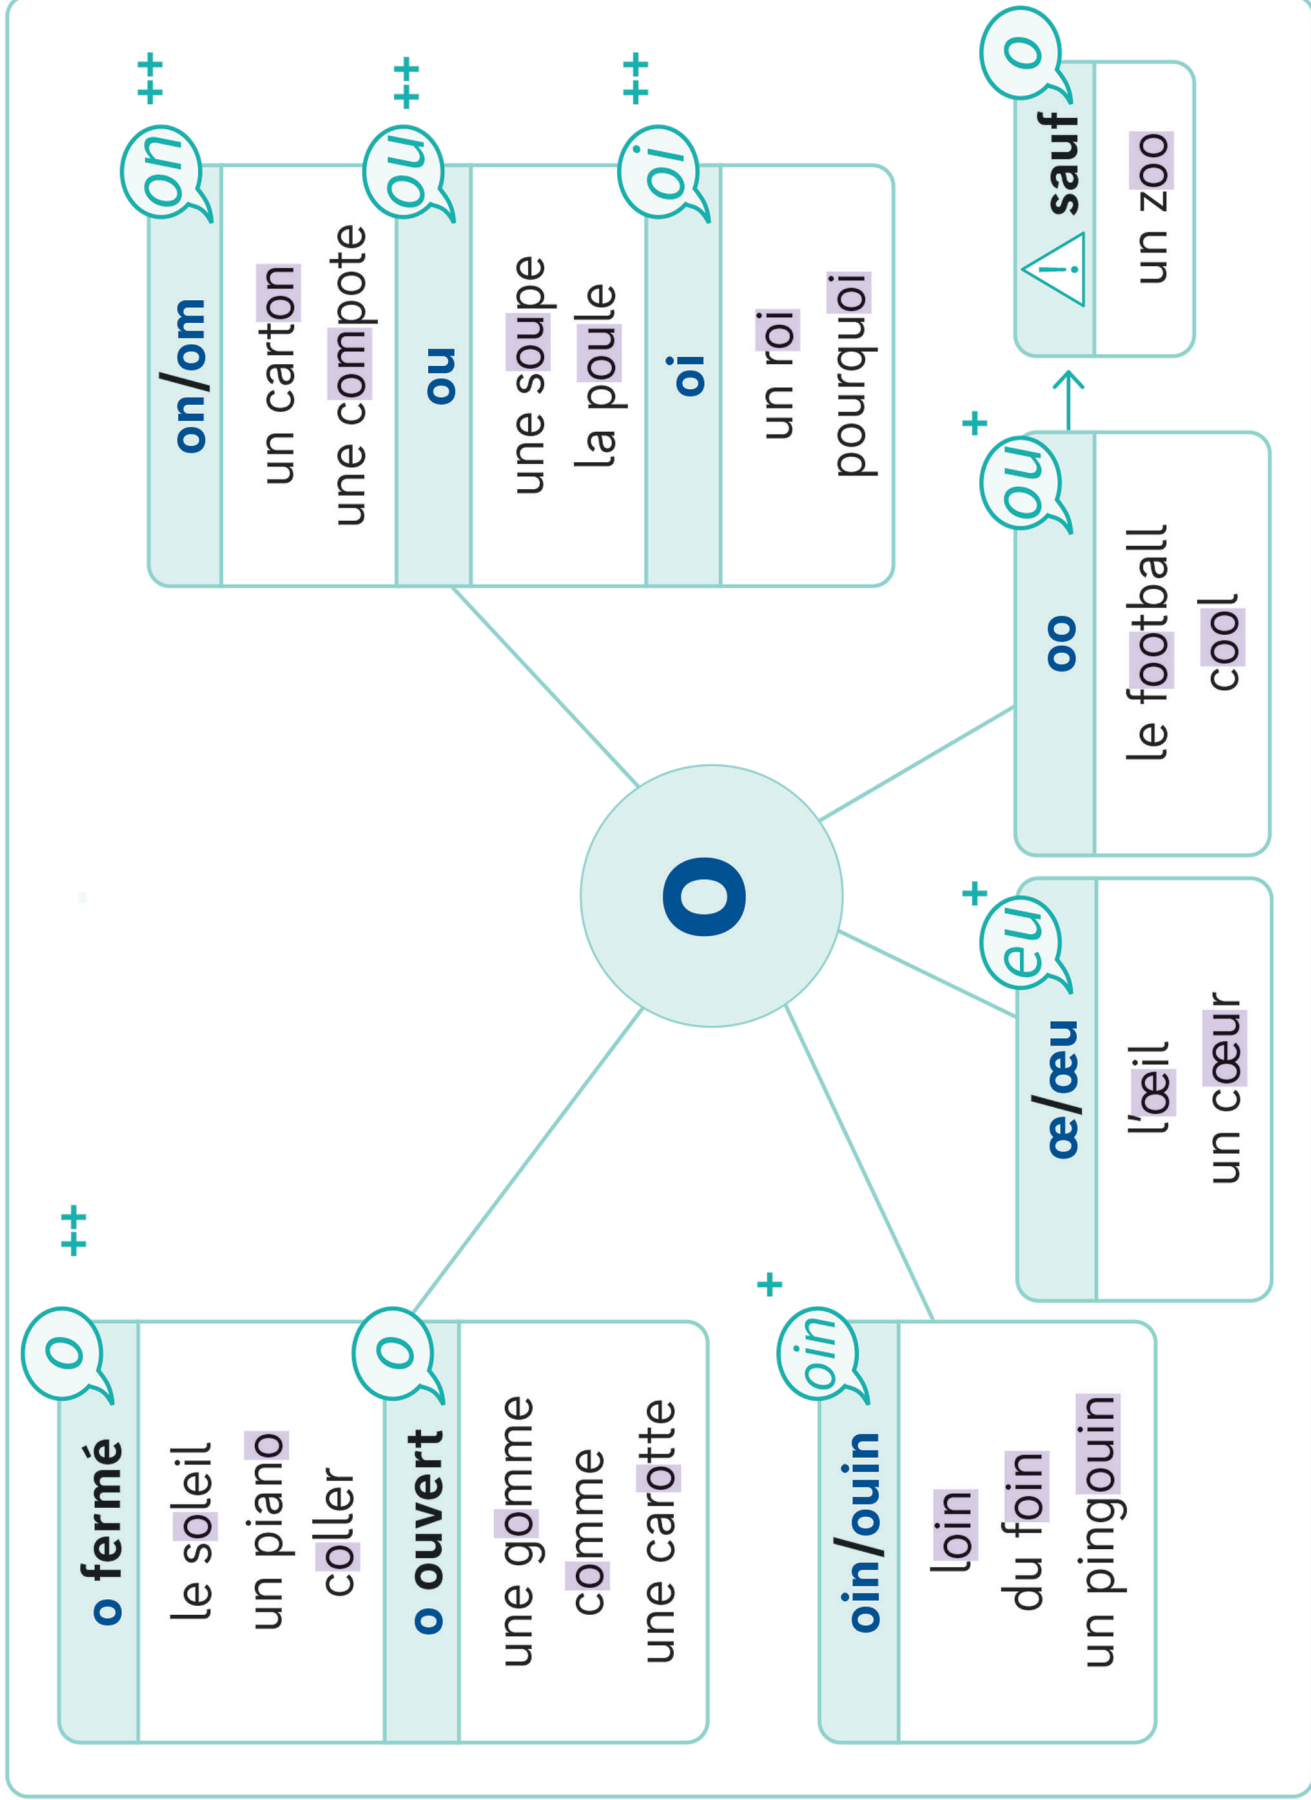 o
++
o fermé
le soleil
un piano
coller
o
o ouvert
une gomme
comme
une carotte
on
++
on/om
un carton
une compote
ou
++
ou
une soupe
la poule
oi
++
oi
un roi
pourquoi
O
oin
+
oin/ouin
loin
du foin
un pingouin
eu
+
œ/œu
l'œil
un cœur
ou
+
oo
le football
cool
o
! sauf
un zoo